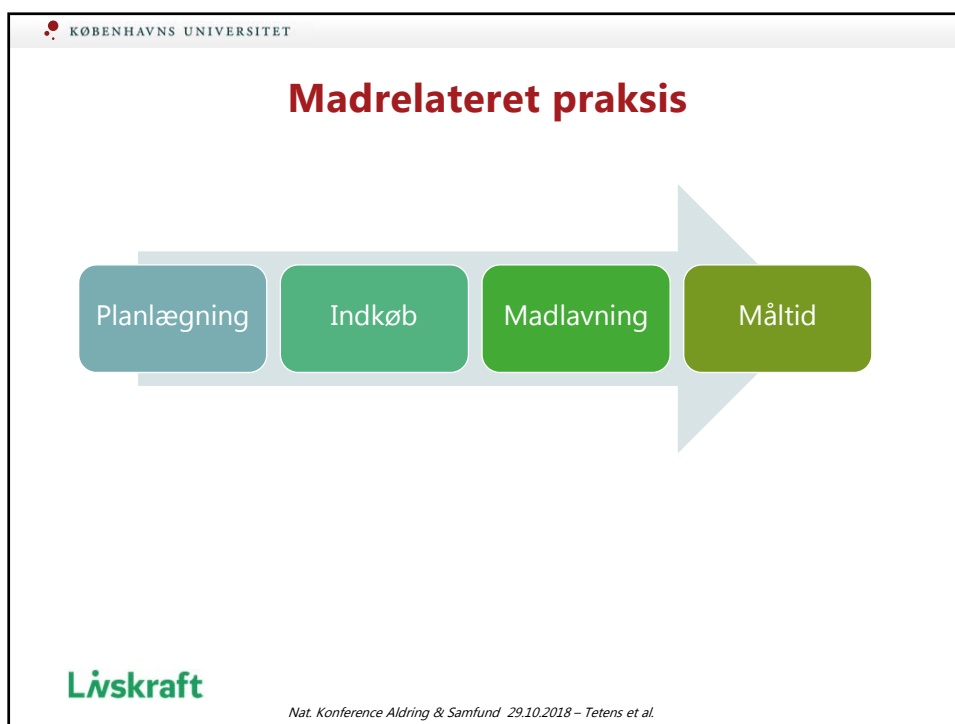 KØBENHAVNS UNIVERSITET
Madrelateret praksis
Planlægning
Indkøb
Madlavning
Måltid
Livskraft
Nat. Konference Aldring & Samfund 29.10.2018 – Tetens et al.